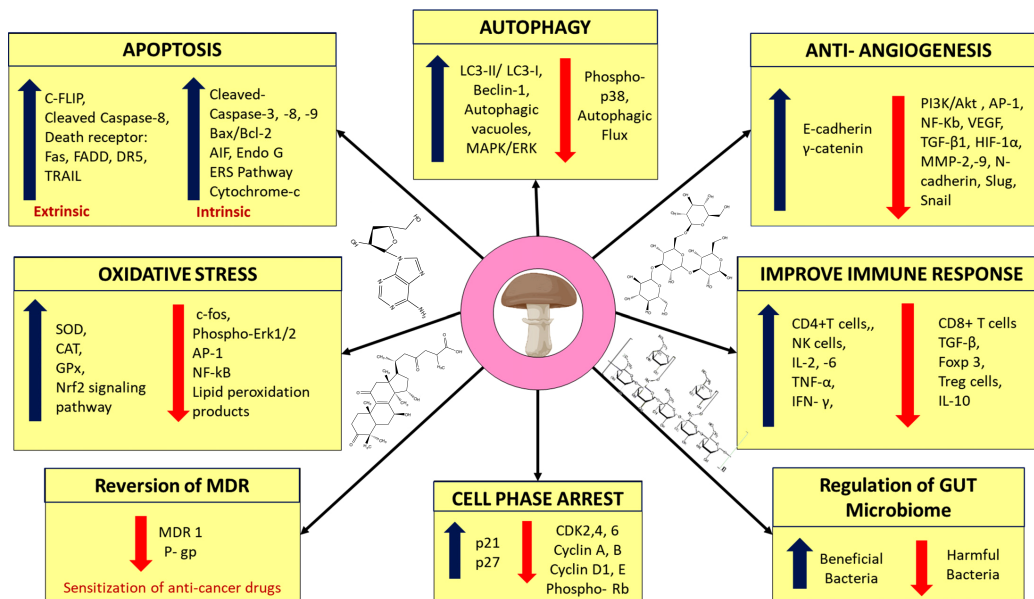 APOPTOSIS
C-FLIP,
Cleaved Caspase-8,
Death receptor:
Fas, FADD, DR5,
TRAIL
Extrinsic
Cleaved-
Caspase-3, -8, -9
Bax/Bcl-2
AIF, Endo G
ERS Pathway
Cytochrome-c
Intrinsic
AUTOPHAGY
LC3-II/ LC3-I,
Beclin-1,
Autophagic
vacuoles,
MAPK/ERK
Phospho-
p38,
Autophagic
Flux
ANTI- ANGIOGENESIS
E-cadherin
γ-catenin
PI3K/Akt , AP-1,
NF-Kb, VEGF,
TGF-β1, HIF-1α,
MMP-2,-9, N-
cadherin, Slug,
Snail
OXIDATIVE STRESS
SOD,
CAT,
GPx,
Nrf2 signaling
pathway
c-fos,
Phospho-Erk1/2
AP-1
NF-kB
Lipid peroxidation
products
IMPROVE IMMUNE RESPONSE
CD4+T cells,,
NK cells,
IL-2, -6
TNF-α,
IFN- γ,
CD8+ T cells
TGF-β,
Foxp 3,
Treg cells,
IL-10
Reversion of MDR
MDR 1
P- gp
Sensitization of anti-cancer drugs
CELL PHASE ARREST
p21
p27
CDK2,4, 6
Cyclin A, B
Cyclin D1, E
Phospho- Rb
Regulation of GUT
Microbiome
Beneficial
Bacteria
Harmful
Bacteria